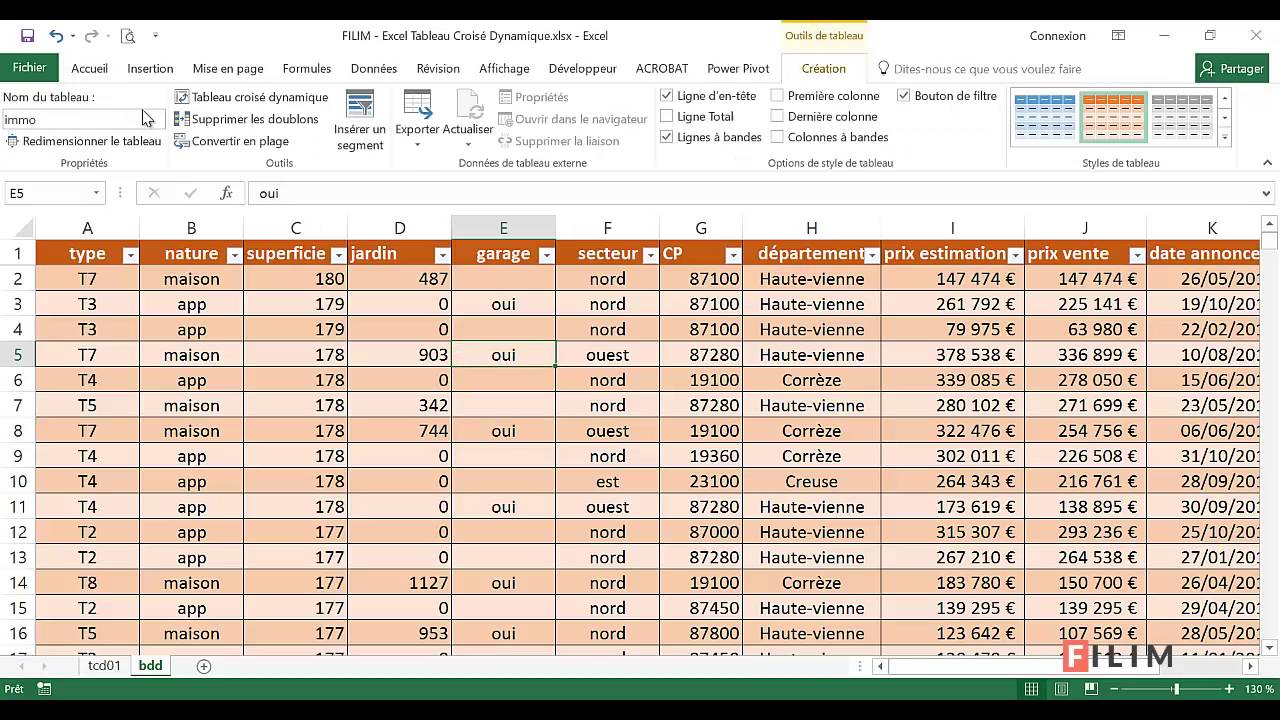 FILIM - Excel Tableau Croisé Dynamique.xlsx - Excel
Outils de tableau
Connexion
Fichier Accueil Insertion Mise en page Formules Données Révision Affichage Développeur ACROBAT Power Pivot Création Dites-nous ce que vous voulez faire Partager
Nom du tableau :
immo
Redimensionner le tableau
Propriétés
Tableau croisé dynamique
Supprimer les doublons
Convertir en plage
Insérer un
segment
Outils
Exporter Actualiser
Propriétés
Ouvrir dans le navigateur
Supprimer la liaison
Données de tableau externe
Ligne d'en-tête Première colonne Bouton de filtre
Ligne Total Dernière colonne
Lignes à bandes Colonnes à bandes
Options de style de tableau
Styles de tableau
E5 fx oui
A B C D E F G H I J K
1 type nature superficie jardin garage secteur CP département prix estimation prix vente date annonce
2 T7 maison 180 487 nord 87100 Haute-vienne 147 474 € 147 474 € 26/05/201
3 T3 app 179 0 oui nord 87100 Haute-vienne 261 792 € 225 141 € 19/10/201
4 T3 app 179 0 nord 87100 Haute-vienne 79 975 € 63 980 € 22/02/201
5 T7 maison 178 903 oui ouest 87280 Haute-vienne 378 538 € 336 899 € 10/08/201
6 T4 app 178 0 nord 19100 Corrèze 339 085 € 278 050 € 15/06/201
7 T5 maison 178 342 nord 87280 Haute-vienne 280 102 € 271 699 € 23/05/201
8 T7 maison 178 744 oui ouest 19100 Corrèze 322 476 € 254 756 € 06/06/201
9 T4 app 178 0 nord 19360 Corrèze 302 011 € 226 508 € 31/10/201
10 T4 app 178 0 est 23100 Creuse 264 343 € 216 761 € 28/09/201
11 T4 app 178 0 oui ouest 87280 Haute-vienne 173 619 € 138 895 € 30/09/201
12 T2 app 177 0 nord 87000 Haute-vienne 315 307 € 293 236 € 25/10/201
13 T2 app 177 0 nord 87280 Haute-vienne 267 210 € 264 538 € 27/01/201
14 T8 maison 177 1127 oui nord 19100 Corrèze 183 780 € 150 700 € 26/04/201
15 T2 app 177 0 nord 87450 Haute-vienne 139 295 € 139 295 € 29/04/201
16 T5 maison 177 953 oui nord 87800 Haute-vienne 123 642 € 107 569 € 28/05/201
FILIM
tcd01 bdd
Prêt 130 %